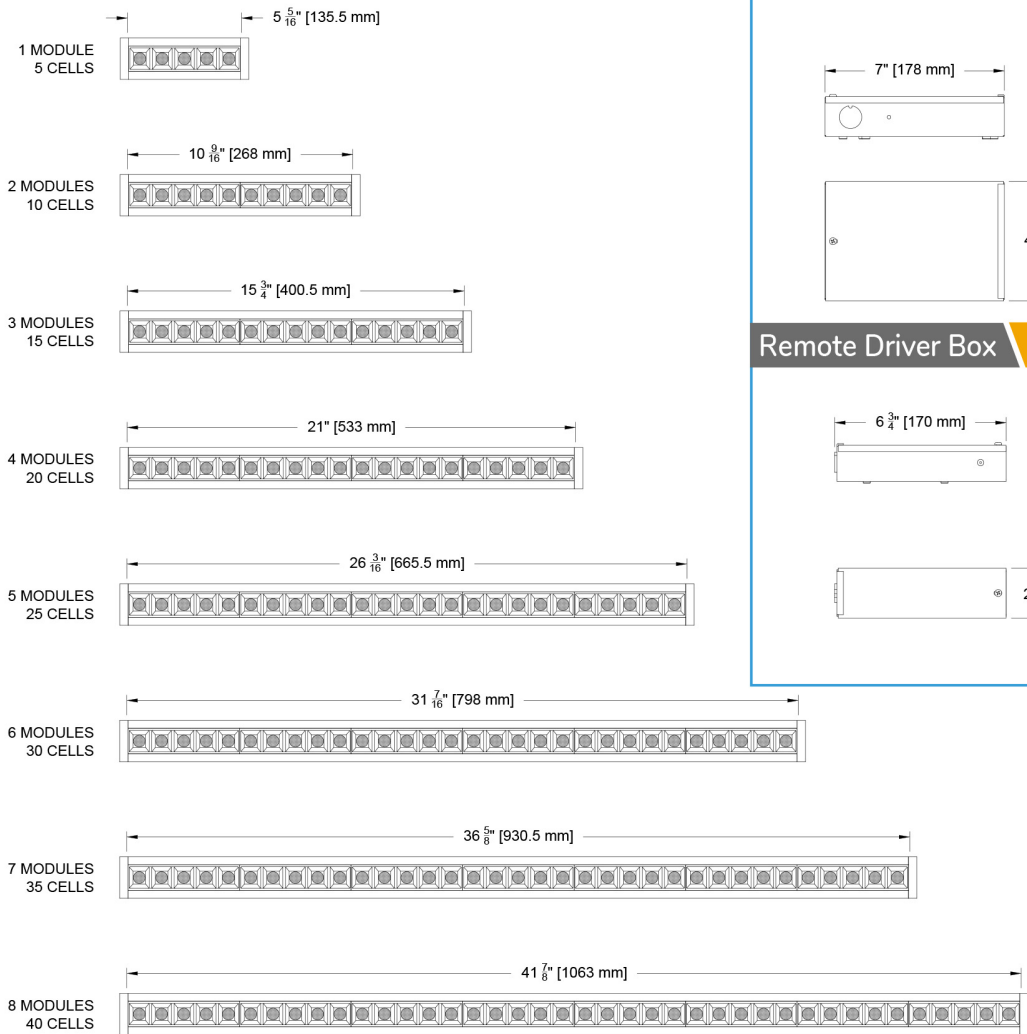 5 5/16" [135.5 mm]
1 MODULE
5 CELLS
10 9/16" [268 mm]
2 MODULES
10 CELLS
15 3/4" [400.5 mm]
3 MODULES
15 CELLS
21" [533 mm]
4 MODULES
20 CELLS
26 3/16" [665.5 mm]
5 MODULES
25 CELLS
31 7/16" [798 mm]
6 MODULES
30 CELLS
36 5/8" [930.5 mm]
7 MODULES
35 CELLS
41 7/8" [1063 mm]
8 MODULES
40 CELLS
7" [178 mm]
Remote Driver Box
6 3/4" [170 mm]
2